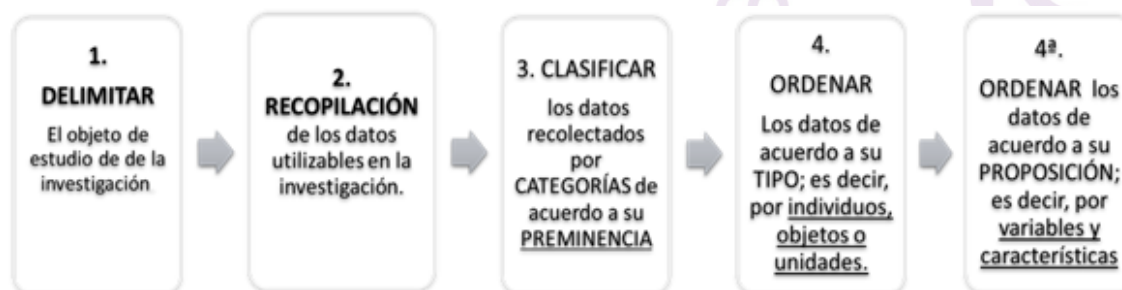 1.
DELIMITAR
El objeto de
estudio de de la
investigación
2.
RECOPILACIÓN
de los datos
utilizables en la
investigación.
3. CLASIFICAR
los datos
recolectados
por
CATEGORÍAS de
acuerdo a su
PREMINENCIA
4.
ORDENAR
Los datos de
acuerdo a su
TIPO; es decir,
por individuos,
objetos o
unidades.
4ª.
ORDENAR los
datos de
acuerdo a su
PROPOSICIÓN;
es decir, por
variables y
características